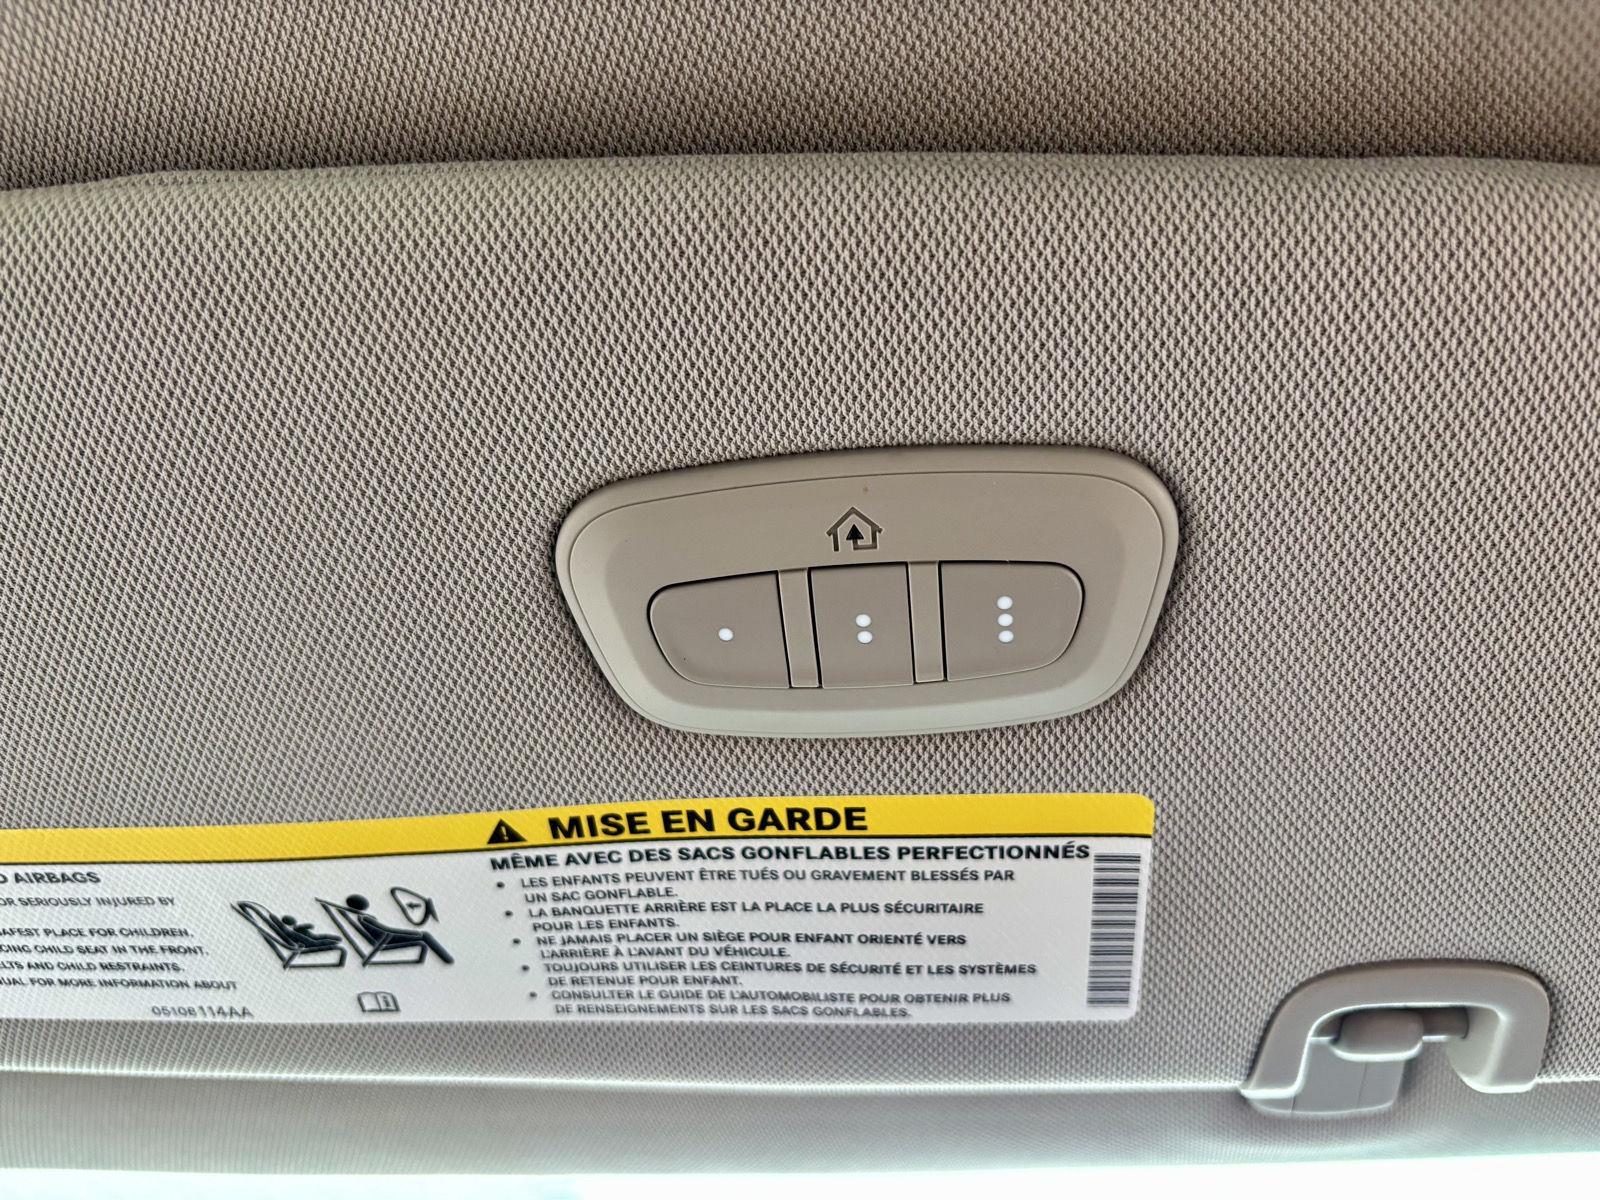 MISE EN GARDE
D AIRBAGS
OR SERIOUSLY INJURED BY
SAFEST PLACE FOR CHILDREN.
CING CHILD SEAT IN THE FRONT.
LTS AND CHILD RESTRAINTS.
UAL FOR MORE INFORMATION ABOUT
05108114AA
MÊME AVEC DES SACS GONFLABLES PERFECTIONNÉS
• LES ENFANTS PEUVENT ÊTRE TUÉS OU GRAVEMENT BLESSÉS PAR
UN SAC GONFLABLE.
• LA BANQUETTE ARRIÈRE EST LA PLACE LA PLUS SÉCURITAIRE
POUR LES ENFANTS.
• NE JAMAIS PLACER UN SIÈGE POUR ENFANT ORIENTÉ VERS
L'ARRIÈRE À L'AVANT DU VÉHICULE.
• TOUJOURS UTILISER LES CEINTURES DE SÉCURITÉ ET LES SYSTÈMES
DE RETENUE POUR ENFANT.
• CONSULTER LE GUIDE DE L'AUTOMOBILISTE POUR OBTENIR PLUS
DE RENSEIGNEMENTS SUR LES SACS GONFLABLES.